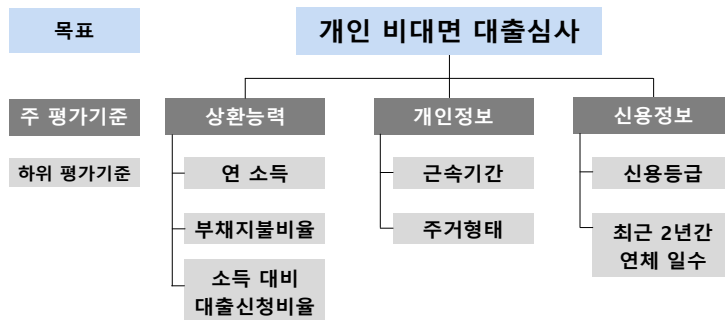 목표
개인 비대면 대출심사
주 평가기준
상환능력
개인정보
신용정보
하위 평가기준
연 소득
근속기간
신용등급
부채지불비율
주거형태
최근 2년간
연체 일수
소득 대비
대출신청비율